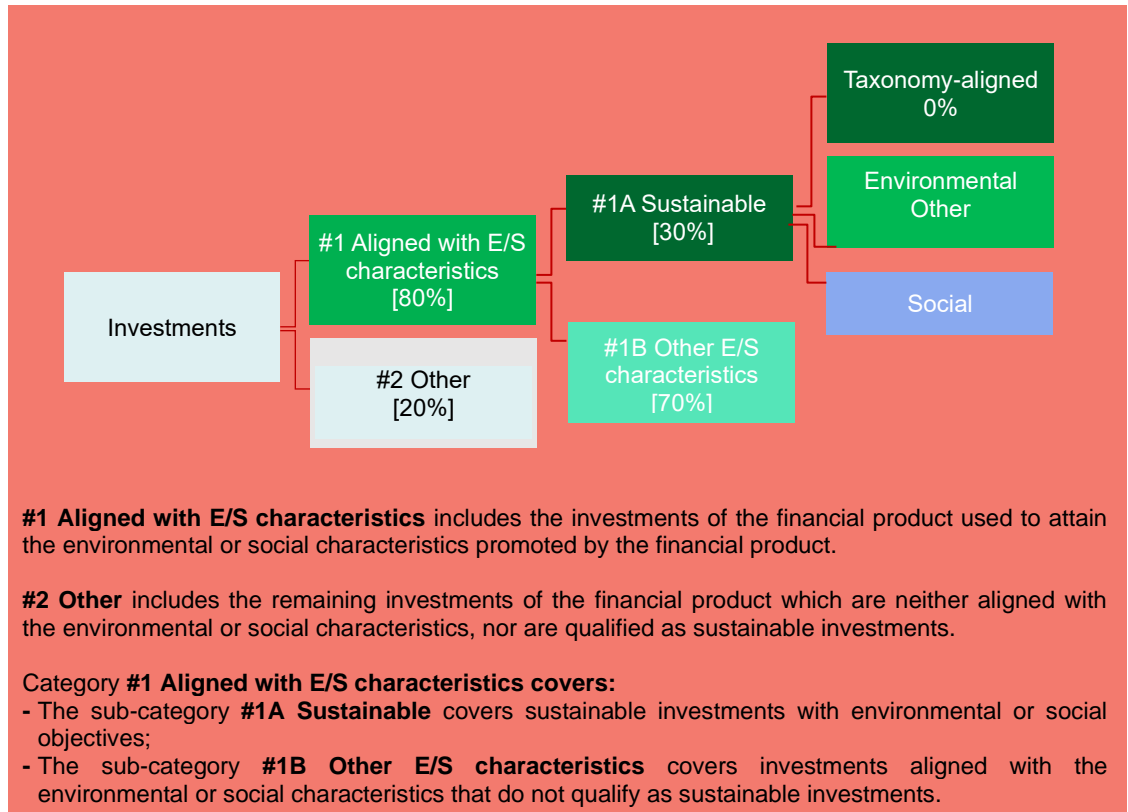 Taxonomy-aligned
0%
Environmental
Other
#1A Sustainable
[30%]
#1 Aligned with E/S
characteristics
[80%]
Social
Investments
#1B Other E/S
characteristics
[70%]
#2 Other
[20%]
#1 Aligned with E/S characteristics includes the investments of the financial product used to attain
the environmental or social characteristics promoted by the financial product.
#2 Other includes the remaining investments of the financial product which are neither aligned with
the environmental or social characteristics, nor are qualified as sustainable investments.
Category #1 Aligned with E/S characteristics covers:
- The sub-category #1A Sustainable covers sustainable investments with environmental or social
objectives;
- The sub-category #1B Other E/S characteristics covers investments aligned with the
environmental or social characteristics that do not qualify as sustainable investments.